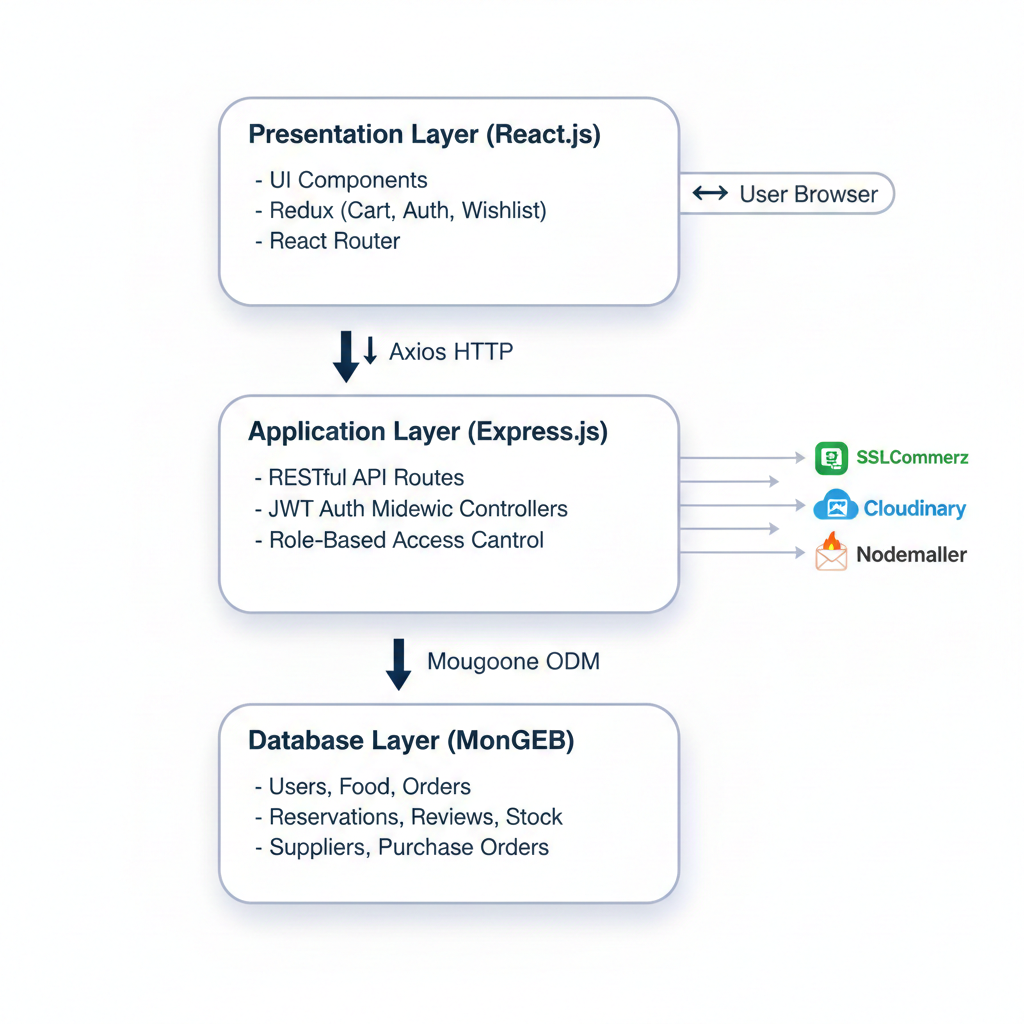 Presentation Layer (React.js)
- UI Components
- Redux (Cart, Auth, Wishlist)
- React Router
User Browser
Axios HTTP
Application Layer (Express.js)
- RESTful API Routes
- JWT Auth Midewic Controllers
- Role-Based Access Cantrol
SSLCommerz
Cloudinary
Nodemaller
Mougoone ODM
Database Layer (MonGEB)
- Users, Food, Orders
- Reservations, Reviews, Stock
- Suppliers, Purchase Orders